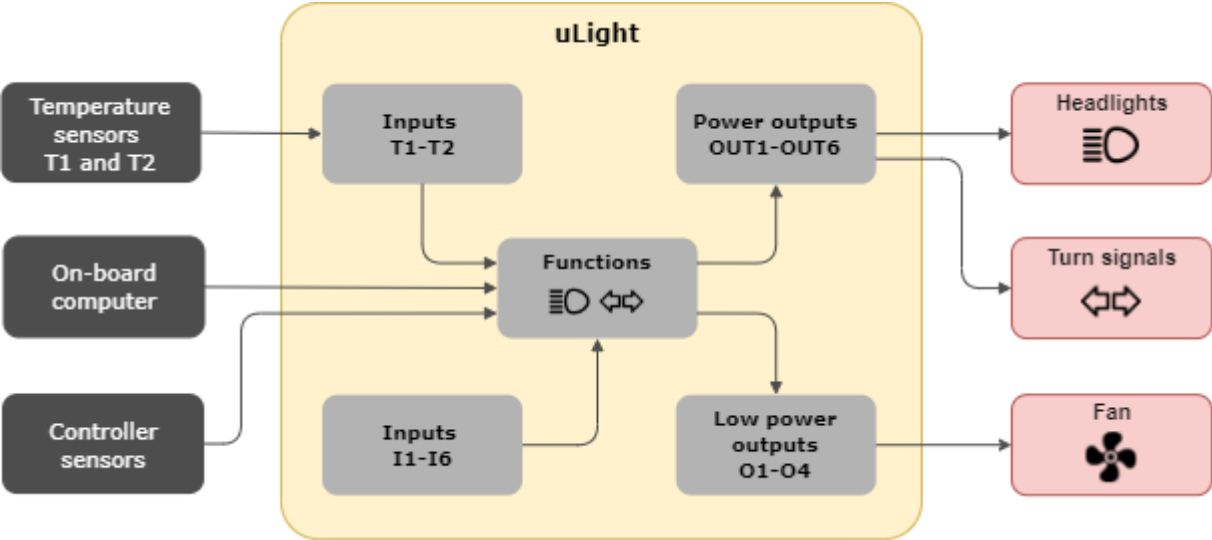 uLight
Temperature
sensors
T1 and T2
Inputs
T1-T2
Power outputs
OUT1-OUT6
Headlights
On-board
computer
Functions
Turn signals
Controller
sensors
Inputs
I1-I6
Low power
outputs
O1-O4
Fan